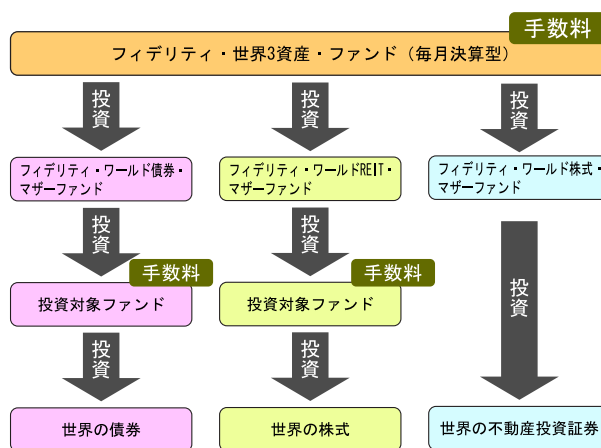 手数料
フィデリティ・世界3資産・ファンド（毎月決算型）
投資
投資
投資
フィデリティ・ワールド債券・
マザーファンド
フィデリティ・ワールドREIT・
マザーファンド
フィデリティ・ワールド株式・
マザーファンド
投資
投資
投資
手数料
手数料
投資対象ファンド
投資対象ファンド
投資
投資
世界の債券
世界の株式
世界の不動産投資証券